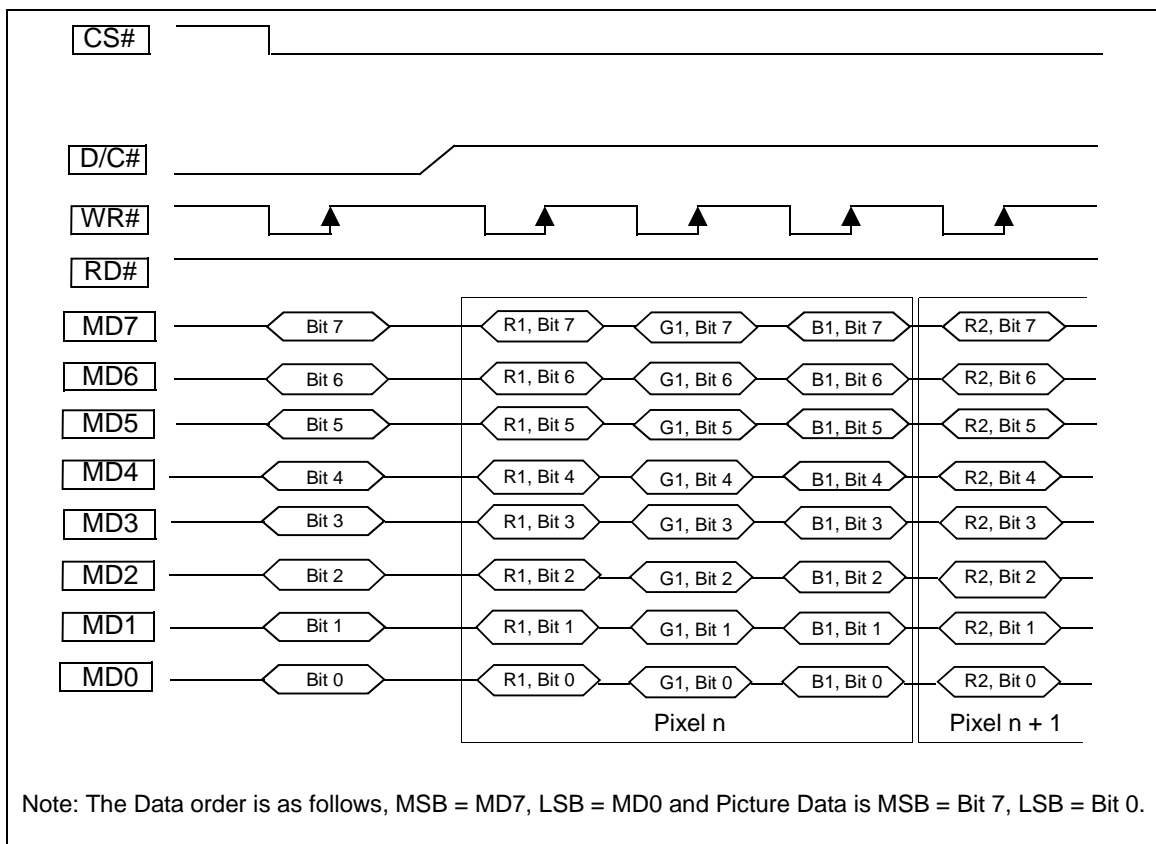 CS#
D/C#
WR#
RD#
MD7 Bit 7 R1, Bit 7 G1, Bit 7 B1, Bit 7 R2, Bit 7
MD6 Bit 6 R1, Bit 6 G1, Bit 6 B1, Bit 6 R2, Bit 6
MD5 Bit 5 R1, Bit 5 G1, Bit 5 B1, Bit 5 R2, Bit 5
MD4 Bit 4 R1, Bit 4 G1, Bit 4 B1, Bit 4 R2, Bit 4
MD3 Bit 3 R1, Bit 3 G1, Bit 3 B1, Bit 3 R2, Bit 3
MD2 Bit 2 R1, Bit 2 G1, Bit 2 B1, Bit 2 R2, Bit 2
MD1 Bit 1 R1, Bit 1 G1, Bit 1 B1, Bit 1 R2, Bit 1
MD0 Bit 0 R1, Bit 0 G1, Bit 0 B1, Bit 0 R2, Bit 0
Pixel n Pixel n + 1
Note: The Data order is as follows, MSB = MD7, LSB = MD0 and Picture Data is MSB = Bit 7, LSB = Bit 0.